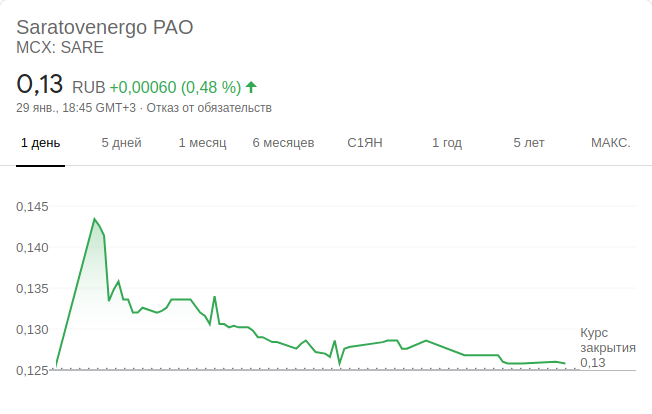 Saratovenergo PAO
MCX: SARE
0,13 RUB +0,00060 (0,48 %)
29 янв., 18:45 GMT+3 · Отказ от обязательств
1 день 5 дней 1 месяц 6 месяцев С1ЯН 1 год 5 лет МАКС.
0,145
0,140
0,135
0,130
0,125
Курс
закрытия
0,13